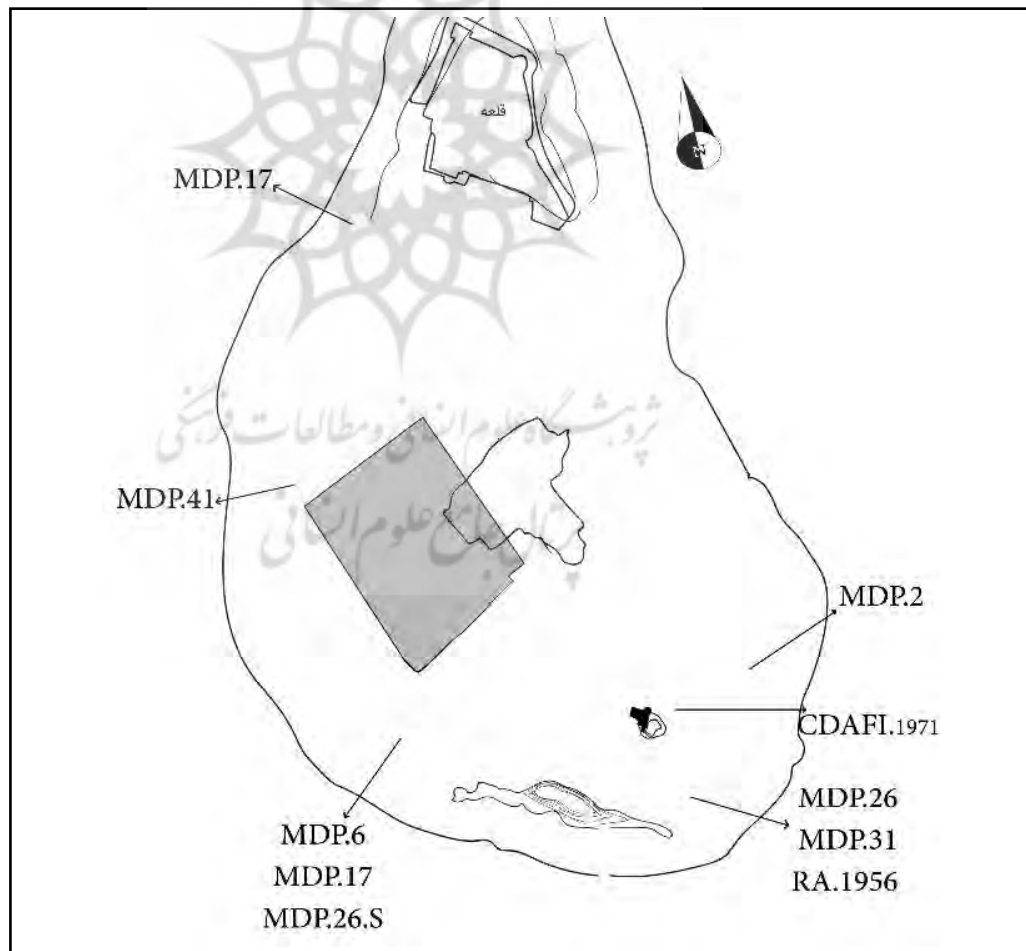 قلعه
N
MDP.17
پژوهشگاه علوم انسانی و مطالعات فرهنگی
MDP.41
پرتال جامع علوم انسانی
MDP.2
CDAFI.1971
MDP.26
MDP.31
RA.1956
MDP.6
MDP.17
MDP.26.S